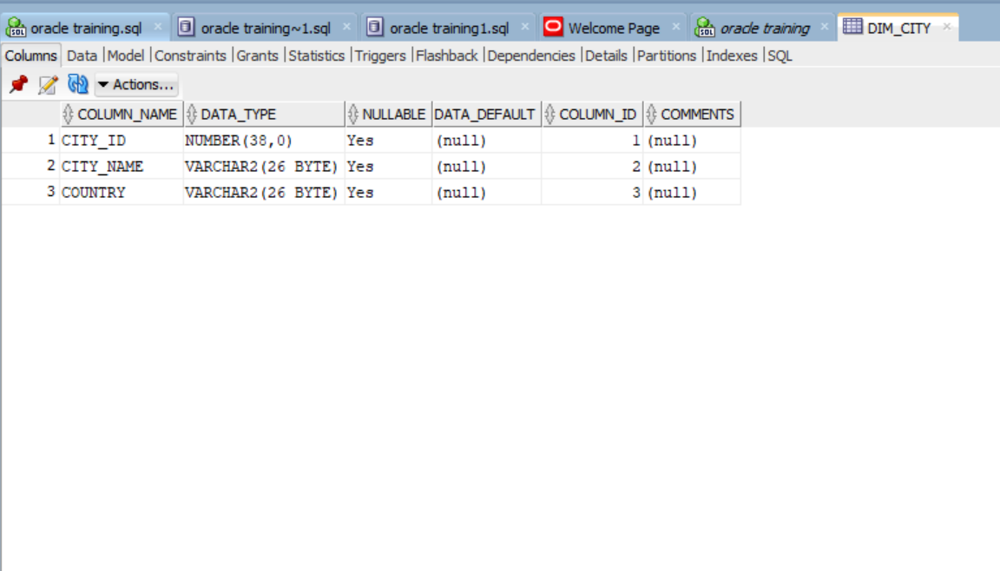 oracle training.sql oracle training~1.sql oracle training1.sql Welcome Page oracle training DIM_CITY
Columns Data |Model |Constraints |Grants |Statistics |Triggers |Flashback |Dependencies |Details |Partitions |Indexes |SQL
Actions...
COLUMN_NAME DATA_TYPE NULLABLE DATA_DEFAULT COLUMN_ID COMMENTS
1 CITY_ID NUMBER(38,0) Yes (null) 1 (null)
2 CITY_NAME VARCHAR2(26 BYTE) Yes (null) 2 (null)
3 COUNTRY VARCHAR2(26 BYTE) Yes (null) 3 (null)